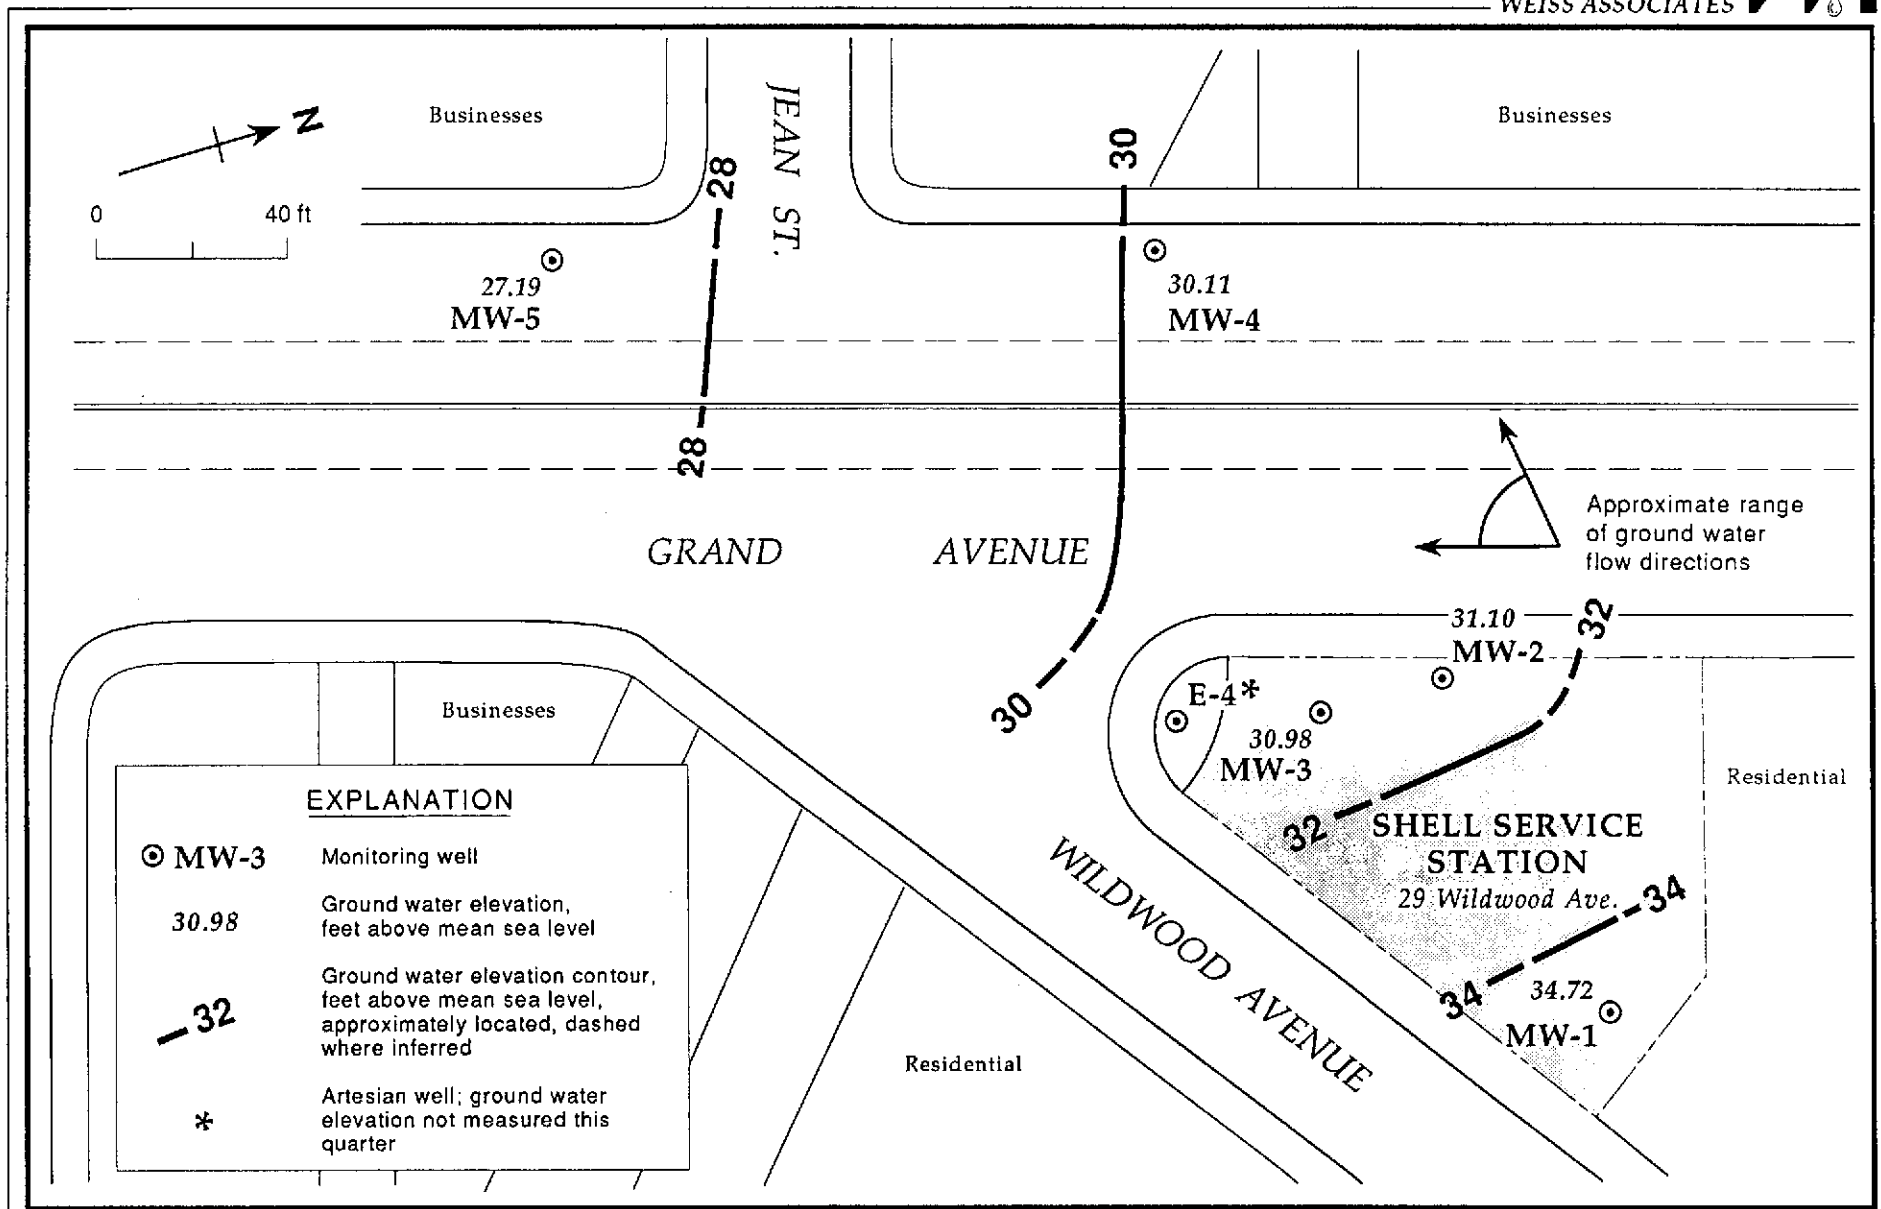 WEISS ASSOCIATES
Businesses
JEAN ST.
Businesses
N
0 40 ft
28
30
27.19
MW-5
30.11
MW-4
28
GRAND AVENUE
Approximate range
of ground water
flow directions
32
31.10
MW-2
30
E-4*
30.98
MW-3
Residential
32
SHELL SERVICE
STATION
29 Wildwood Ave.
34
34
34.72
MW-1
WILDWOOD AVENUE
Businesses
Residential
EXPLANATION
MW-3 Monitoring well
30.98 Ground water elevation,
feet above mean sea level
32 Ground water elevation contour,
feet above mean sea level,
approximately located, dashed
where inferred
* Artesian well; ground water
elevation not measured this
quarter